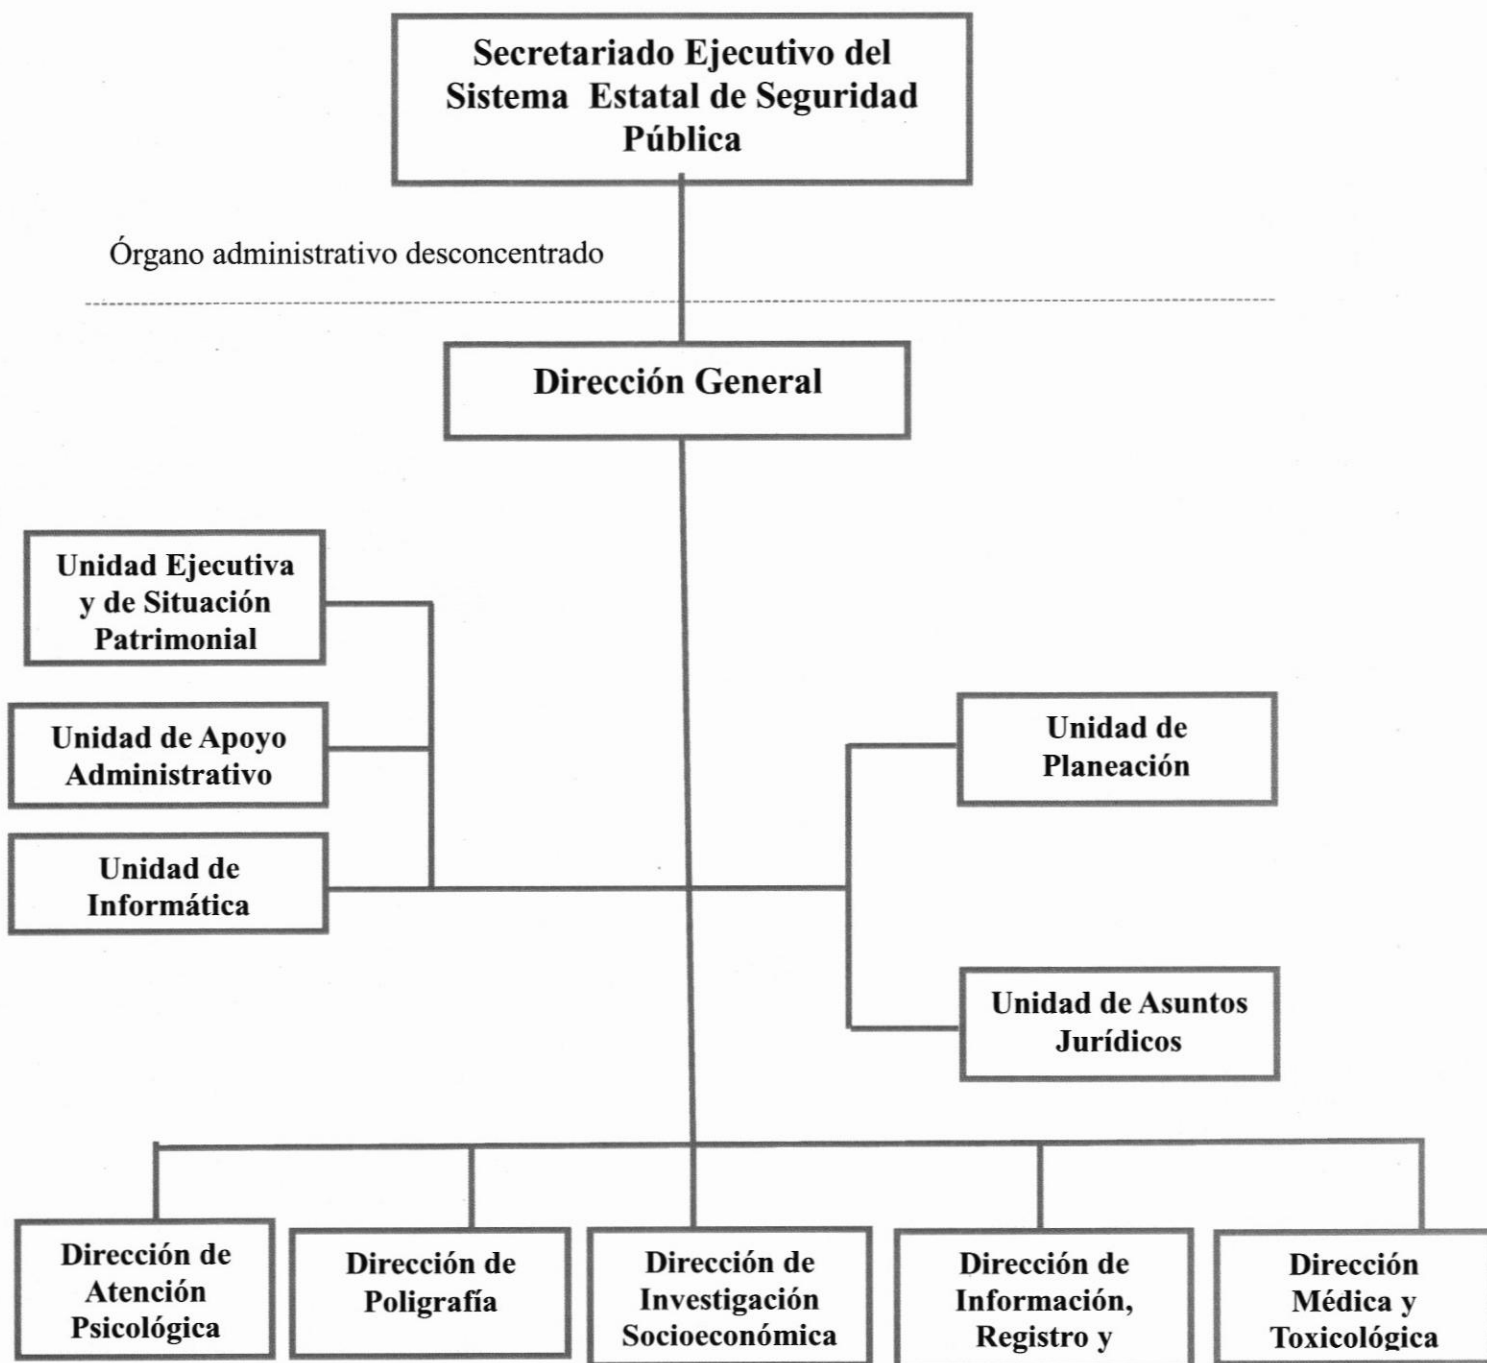 Secretariado Ejecutivo del
Sistema Estatal de Seguridad
Pública
Órgano administrativo desconcentrado
Dirección General
Unidad Ejecutiva
y de Situación
Patrimonial
Unidad de Apoyo
Administrativo
Unidad de
Informática
Unidad de
Planeación
Unidad de Asuntos
Jurídicos
Dirección de
Atención
Psicológica
Dirección de
Poligrafía
Dirección de
Investigación
Socioeconómica
Dirección de
Información,
Registro y
Dirección
Médica y
Toxicológica